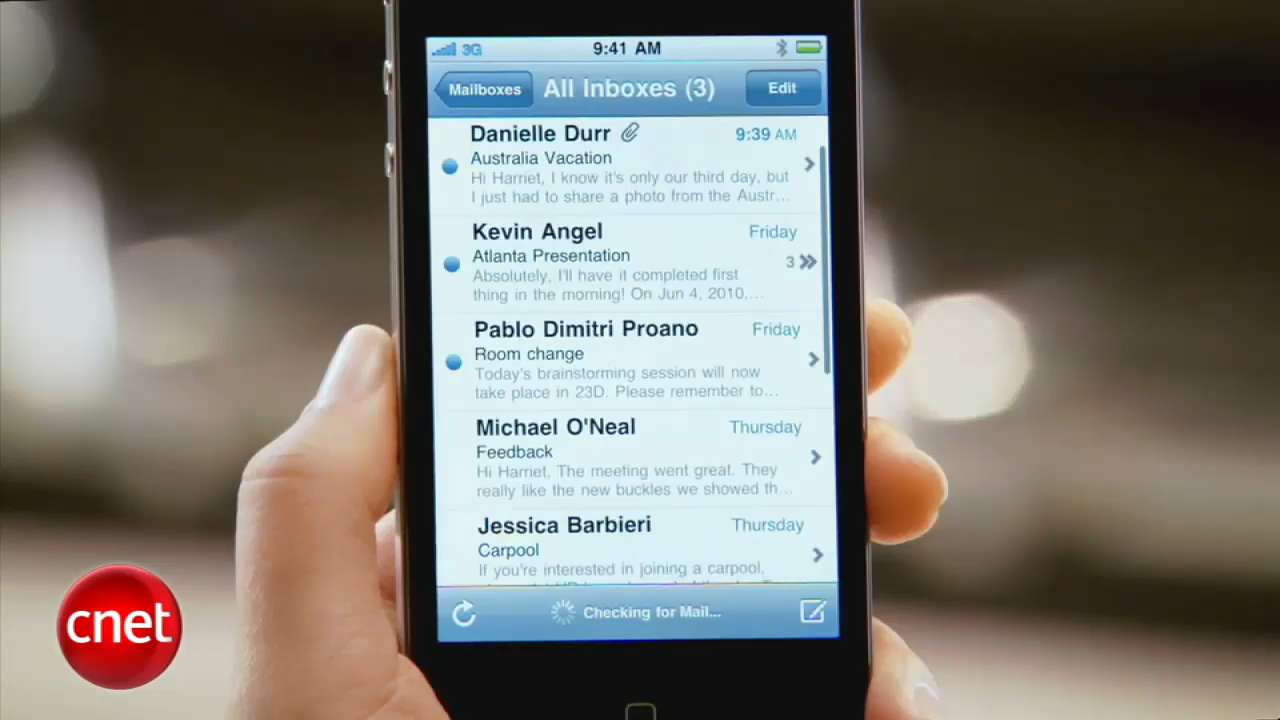 3G 9:41 AM
Mailboxes All Inboxes (3) Edit
Danielle Durr 9:39 AM
Australia Vacation
Hi Harriet, I know it's only our third day, but
I just had to share a photo from the Austr...
Kevin Angel Friday
Atlanta Presentation 3
Absolutely, I'll have it completed first
thing in the morning! On Jun 4, 2010,...
Pablo Dimitri Proano Friday
Room change
Today's brainstorming session will now
take place in 23D. Please remember to...
Michael O'Neal Thursday
Feedback
Hi Harriet, The meeting went great. They
really like the new buckles we showed th...
Jessica Barbieri Thursday
Carpool
If you're interested in joining a carpool,
Checking for Mail...
cnet